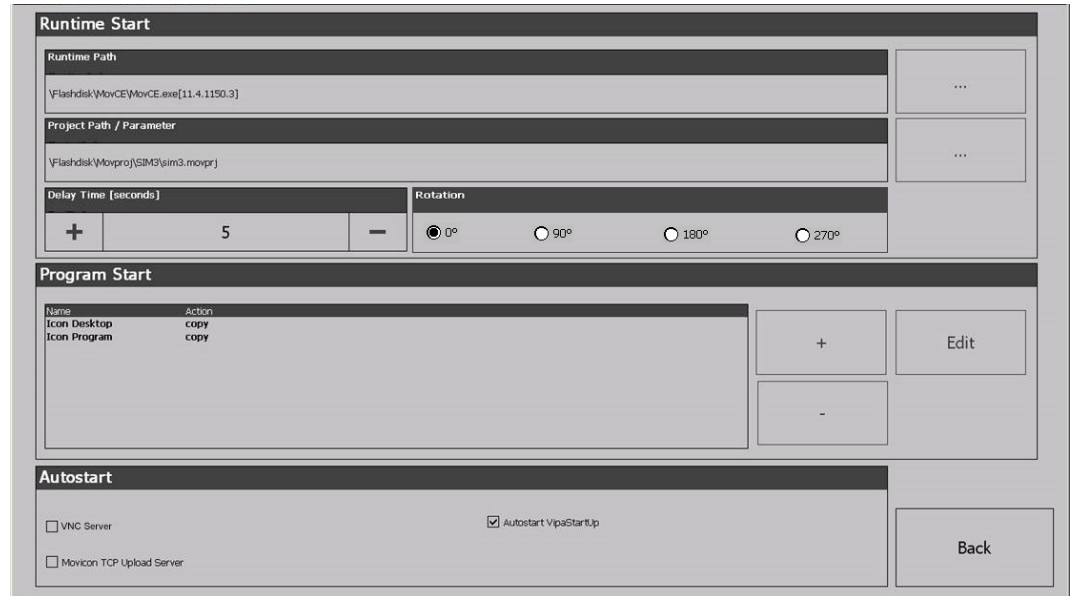 Runtime Start
Runtime Path
\Flashdisk\MovCE\MovCE.exe[11.4.1150.3]
...
Project Path / Parameter
\Flashdisk\Movproj\SIM3\sim3.movprj
...
Delay Time [seconds]
Rotation
+ 5 −
0° 90° 180° 270°
Program Start
Name Action
Icon Desktop copy
Icon Program copy
+ Edit
-
Autostart
VNC Server
Autostart VipaStartUp
Movicon TCP Upload Server
Back